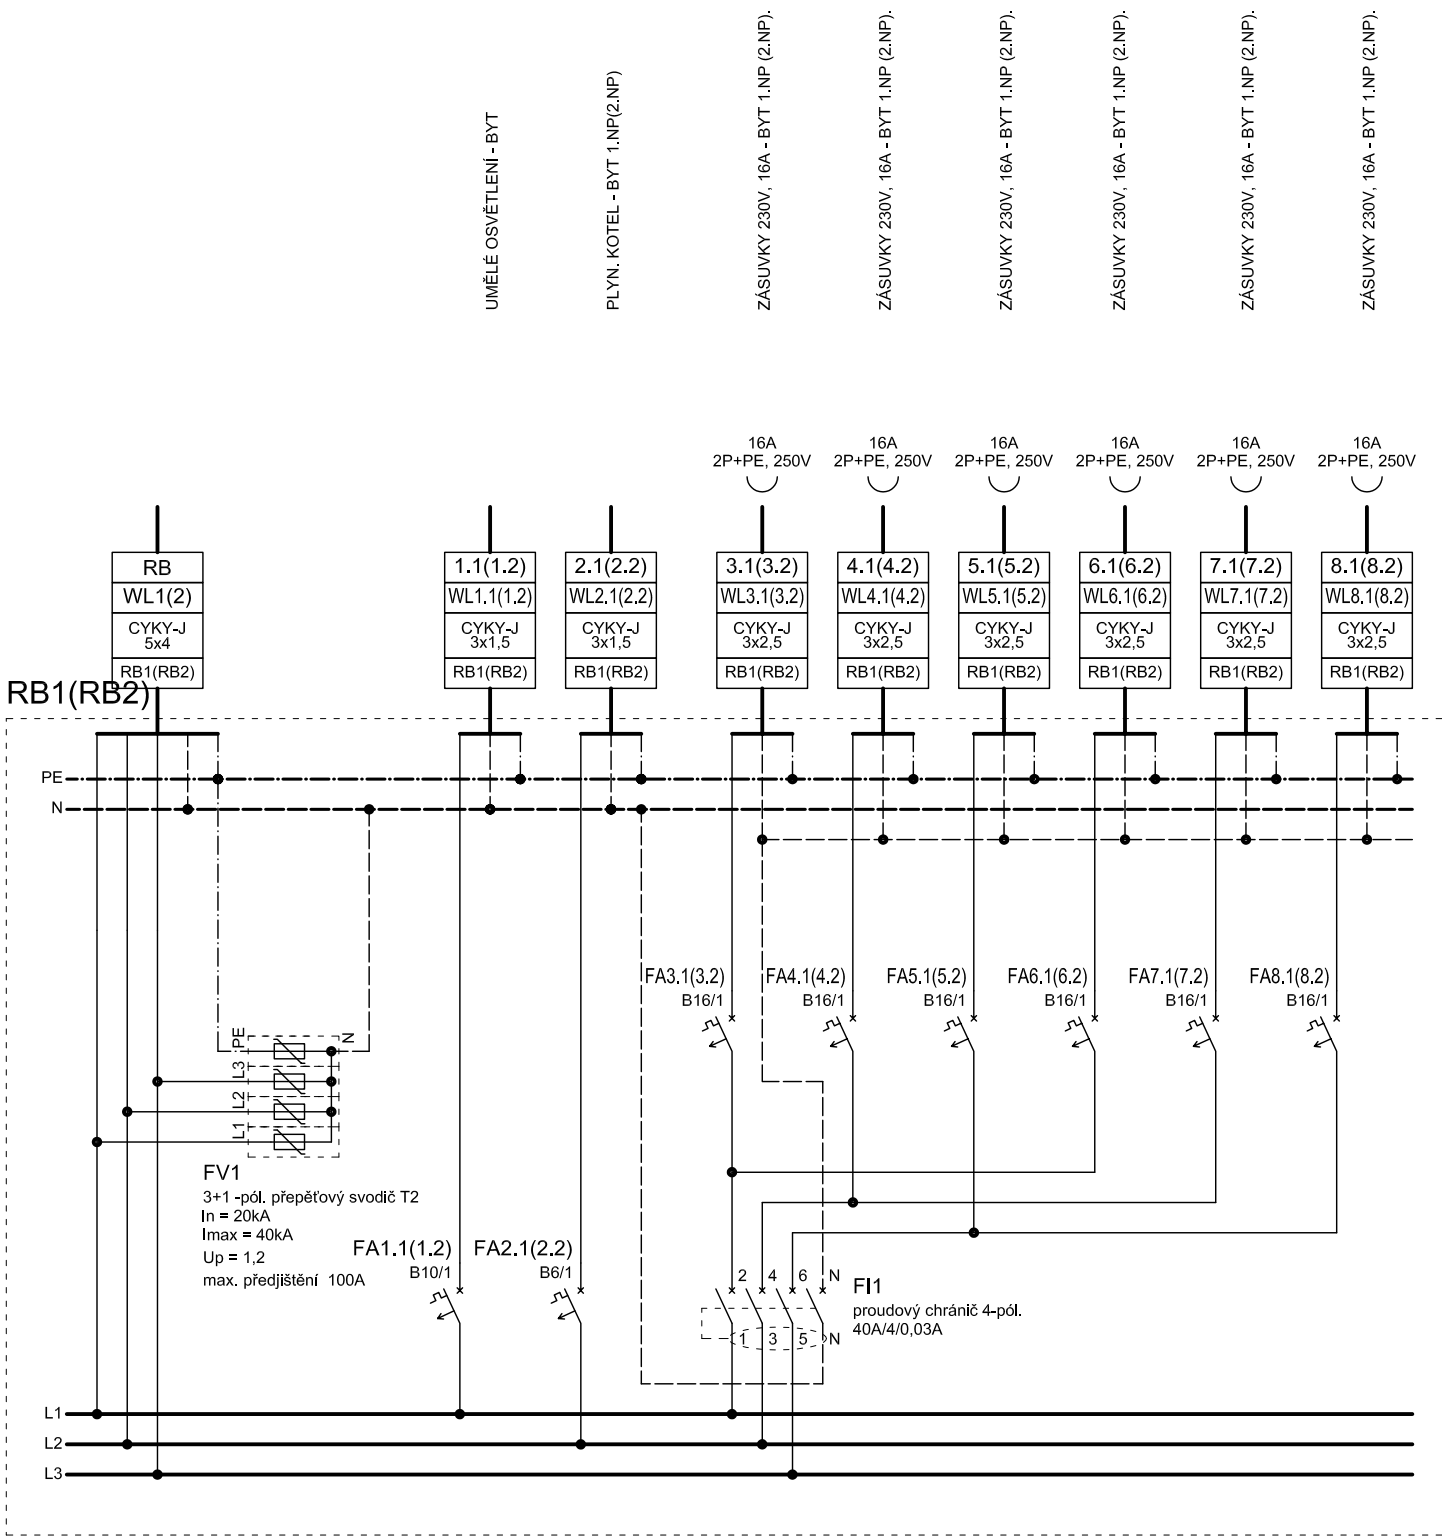 UMĚLÉ OSVĚTLENÍ - BYT
PLYN. KOTEL - BYT 1.NP(2.NP)
ZÁSUVKY 230V, 16A - BYT 1.NP (2.NP).
ZÁSUVKY 230V, 16A - BYT 1.NP (2.NP).
ZÁSUVKY 230V, 16A - BYT 1.NP (2.NP).
ZÁSUVKY 230V, 16A - BYT 1.NP (2.NP).
ZÁSUVKY 230V, 16A - BYT 1.NP (2.NP).
ZÁSUVKY 230V, 16A - BYT 1.NP (2.NP).
16A
2P+PE, 250V
16A
2P+PE, 250V
16A
2P+PE, 250V
16A
2P+PE, 250V
16A
2P+PE, 250V
16A
2P+PE, 250V
RB
WL1(2)
CYKY-J
5x4
RB1(RB2)
1.1(1.2)
WL1.1(1.2)
CYKY-J
3x1,5
RB1(RB2)
2.1(2.2)
WL2.1(2.2)
CYKY-J
3x1,5
RB1(RB2)
3.1(3.2)
WL3.1(3.2)
CYKY-J
3x2,5
RB1(RB2)
4.1(4.2)
WL4.1(4.2)
CYKY-J
3x2,5
RB1(RB2)
5.1(5.2)
WL5.1(5.2)
CYKY-J
3x2,5
RB1(RB2)
6.1(6.2)
WL6.1(6.2)
CYKY-J
3x2,5
RB1(RB2)
7.1(7.2)
WL7.1(7.2)
CYKY-J
3x2,5
RB1(RB2)
8.1(8.2)
WL8.1(8.2)
CYKY-J
3x2,5
RB1(RB2)
RB1(RB2)
PE
N
FA3.1(3.2)
B16/1
FA4.1(4.2)
B16/1
FA5.1(5.2)
B16/1
FA6.1(6.2)
B16/1
FA7.1(7.2)
B16/1
FA8.1(8.2)
B16/1
PE
N
L3
L2
L1
FV1
3+1 -pól. přepěťový svodič T2
In = 20kA
Imax = 40kA
Up = 1,2
max. předjištění 100A
FA1.1(1.2)
B10/1
FA2.1(2.2)
B6/1
2 4 6 N
1 3 5 N
FI1
proudový chránič 4-pól.
40A/4/0,03A
L1
L2
L3